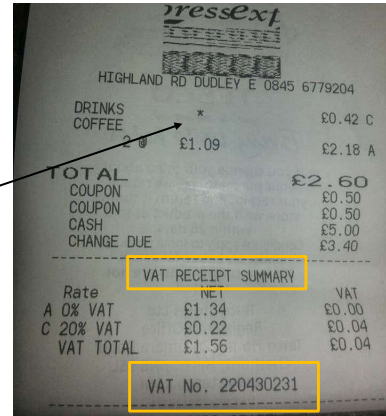 ressExp
HIGHLAND RD DUDLEY E 0845 6779204
DRINKS * £0.42 C
COFFEE
2 @ £1.09 £2.18 A
TOTAL £2.60
COUPON £0.50
COUPON £0.50
CASH £5.00
CHANGE DUE £3.40
VAT RECEIPT SUMMARY
Rate NET VAT
A 0% VAT £1.34 £0.00
C 20% VAT £0.22 £0.04
VAT TOTAL £1.56 £0.04
VAT No. 220430231